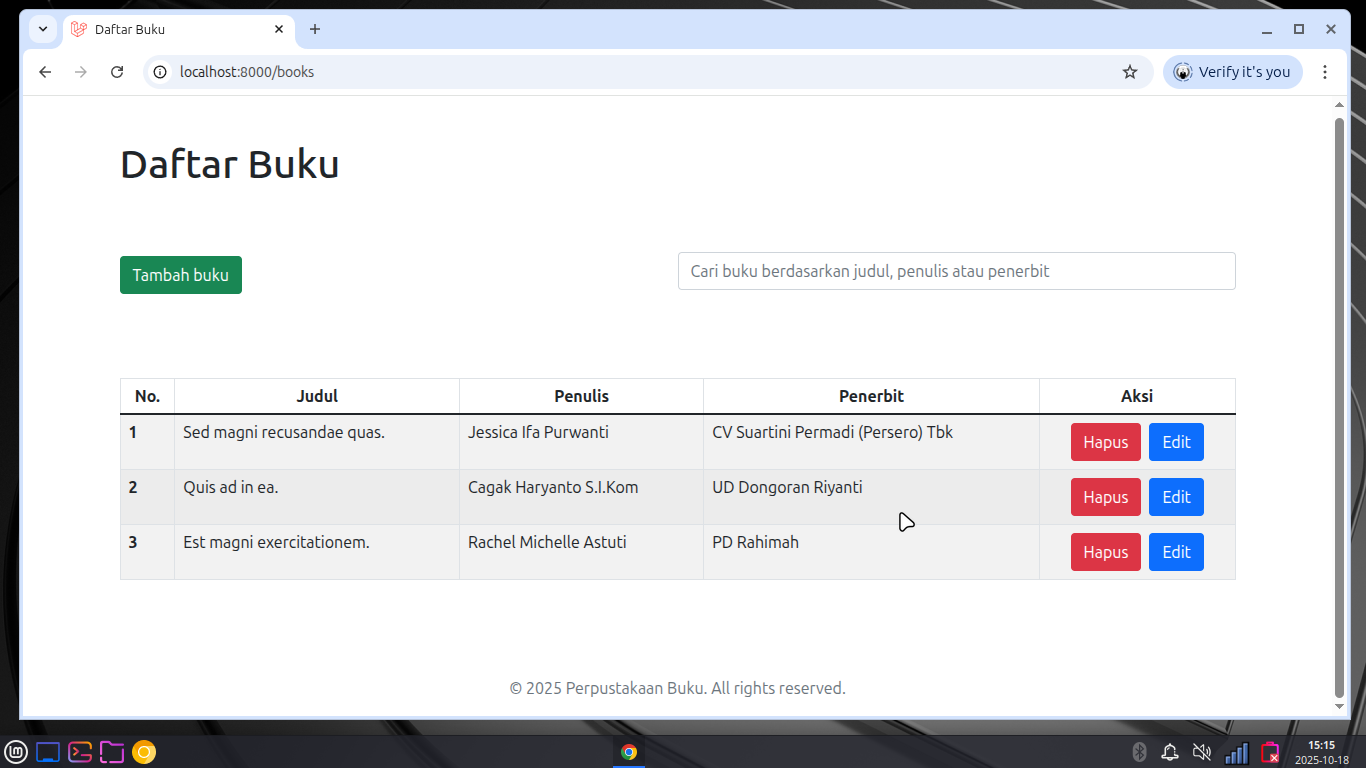 Daftar Buku
localhost:8000/books
Verify it's you
Daftar Buku
Tambah buku
Cari buku berdasarkan judul, penulis atau penerbit
No. Judul Penulis Penerbit Aksi
1 Sed magni recusandae quas. Jessica Ifa Purwanti CV Suartini Permadi (Persero) Tbk Hapus Edit
2 Quis ad in ea. Cagak Haryanto S.I.Kom UD Dongoran Riyanti Hapus Edit
3 Est magni exercitationem. Rachel Michelle Astuti PD Rahimah Hapus Edit
© 2025 Perpustakaan Buku. All rights reserved.
15:15
2025-10-18